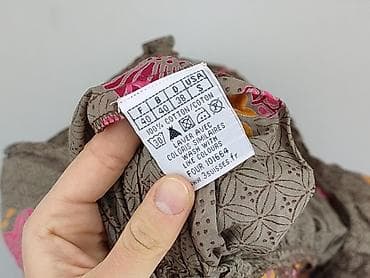 F B D USA
40 40 38 S
100% COTTON/COTON
30
LAVER AVEC
COLORIS SIMILAIRES
WASH WITH
LIKE COLOURS
FOUR 101664
www.3SUISSES.fr